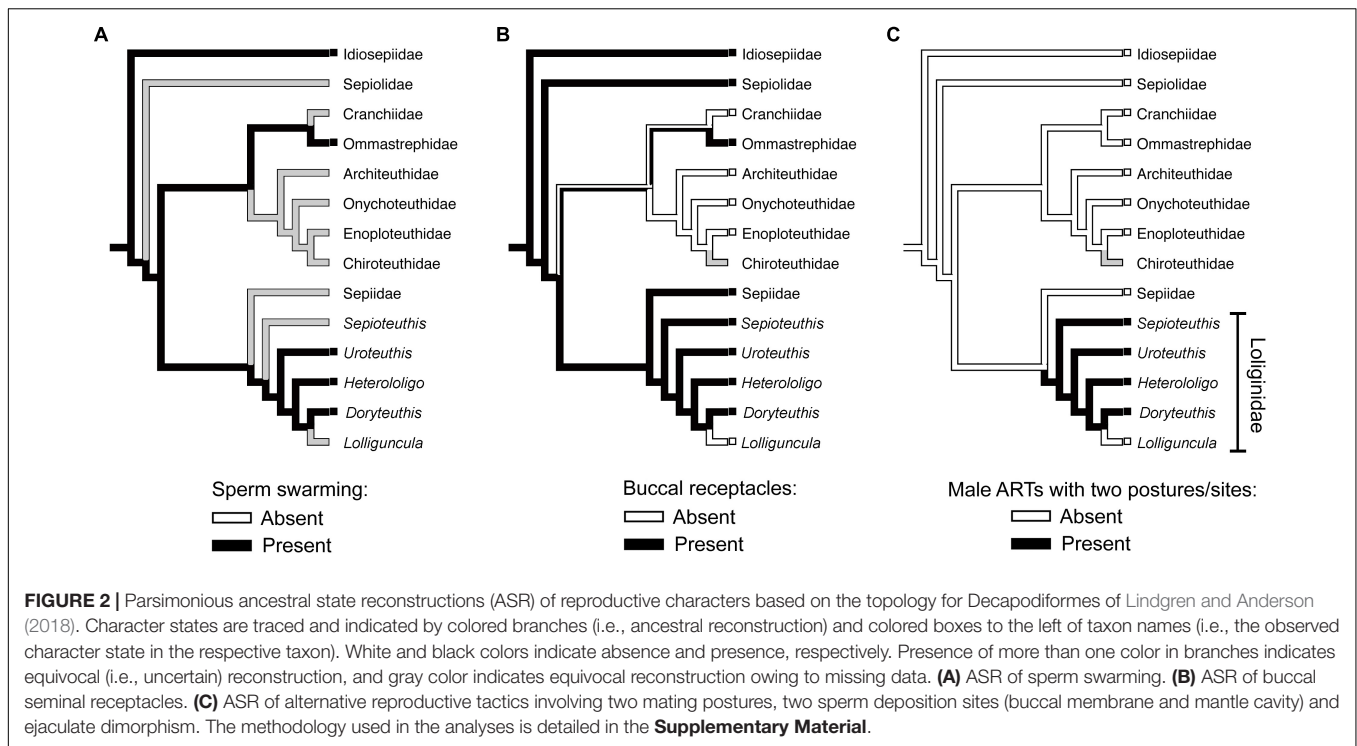 A
Idiosepiidae
Sepiolidae
Cranchiidae
Ommastrephidae
Architeuthidae
Onychoteuthidae
Enoploteuthidae
Chiroteuthidae
Sepiidae
Sepioteuthis
Uroteuthis
Heterololigo
Doryteuthis
Lolliguncula
Sperm swarming:
Absent
Present
B
Idiosepiidae
Sepiolidae
Cranchiidae
Ommastrephidae
Architeuthidae
Onychoteuthidae
Enoploteuthidae
Chiroteuthidae
Sepiidae
Sepioteuthis
Uroteuthis
Heterololigo
Doryteuthis
Lolliguncula
Buccal receptacles:
Absent
Present
C
Idiosepiidae
Sepiolidae
Cranchiidae
Ommastrephidae
Architeuthidae
Onychoteuthidae
Enoploteuthidae
Chiroteuthidae
Sepiidae
Sepioteuthis
Uroteuthis
Heterololigo
Doryteuthis
Lolliguncula
Loliginidae
Male ARTs with two postures/sites:
Absent
Present
FIGURE 2 | Parsimonious ancestral state reconstructions (ASR) of reproductive characters based on the topology for Decapodiformes of Lindgren and Anderson
(2018). Character states are traced and indicated by colored branches (i.e., ancestral reconstruction) and colored boxes to the left of taxon names (i.e., the observed
character state in the respective taxon). White and black colors indicate absence and presence, respectively. Presence of more than one color in branches indicates
equivocal (i.e., uncertain) reconstruction, and gray color indicates equivocal reconstruction owing to missing data. (A) ASR of sperm swarming. (B) ASR of buccal
seminal receptacles. (C) ASR of alternative reproductive tactics involving two mating postures, two sperm deposition sites (buccal membrane and mantle cavity) and
ejaculate dimorphism. The methodology used in the analyses is detailed in the Supplementary Material.